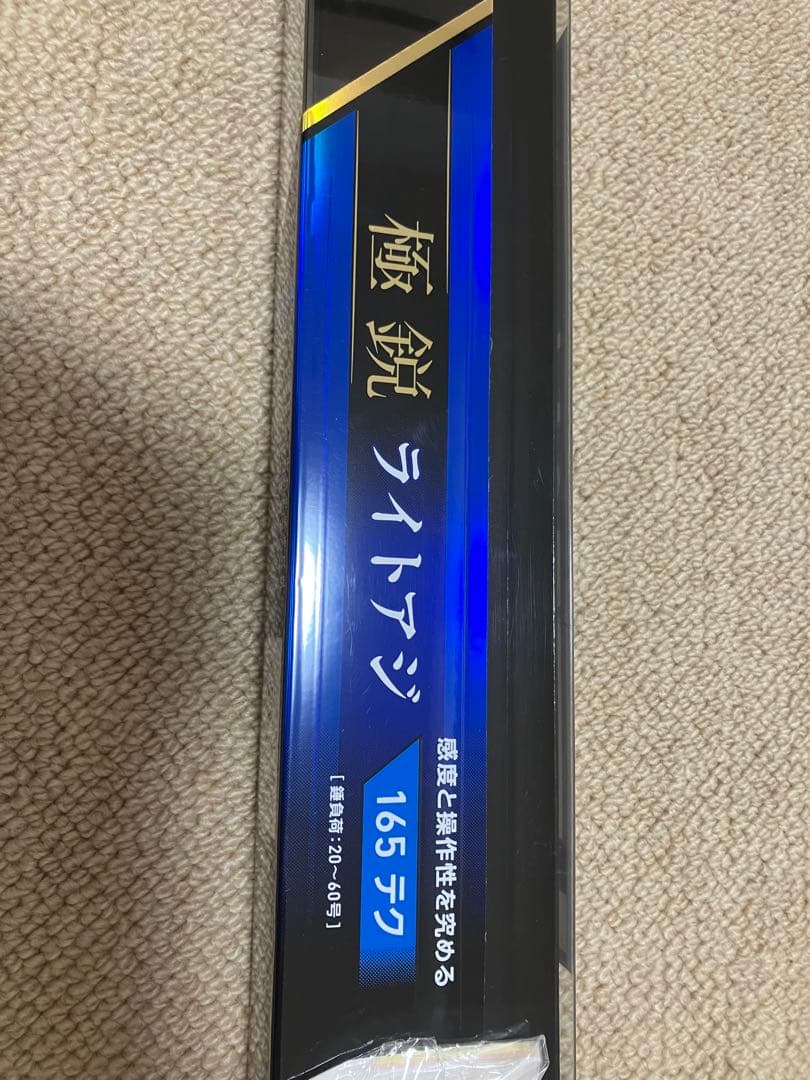 極鋭 ライトアジ
感度と操作性を究める
165 テク
[錘負荷:20〜60号]